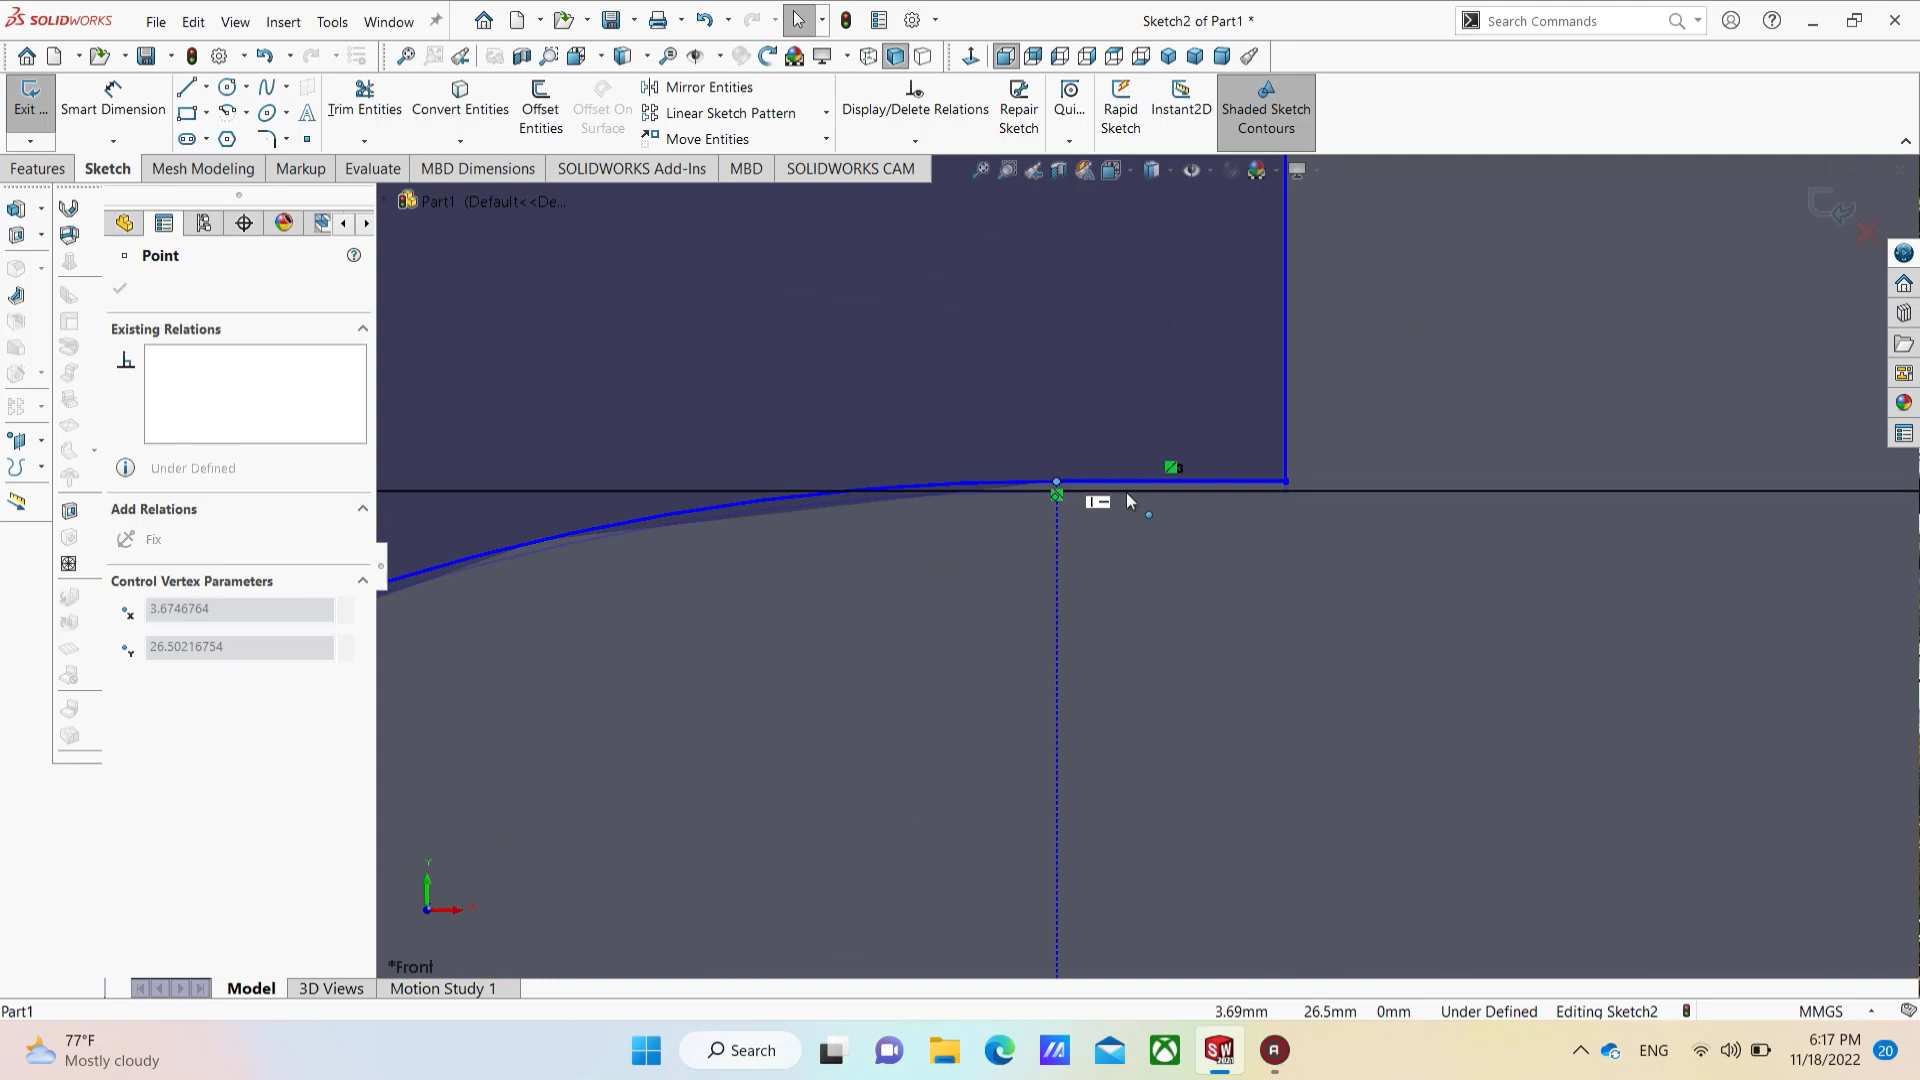 SOLIDWORKS
File
Edit
View
Insert
Tools
Window
Sketch2 of Part1 *
Search Commands
Exit ...
Smart Dimension
Trim Entities
Convert Entities
Offset
Entities
Offset On
Surface
Mirror Entities
Linear Sketch Pattern
Move Entities
Display/Delete Relations
Repair
Sketch
Qui...
Rapid
Sketch
Instant2D
Shaded Sketch
Contours
Features
Sketch
Mesh Modeling
Markup
Evaluate
MBD Dimensions
SOLIDWORKS Add-Ins
MBD
SOLIDWORKS CAM
Part1 (Default<<De...
Point
Existing Relations
Under Defined
Add Relations
Fix
Control Vertex Parameters
3.6746764
26.50216754
3
Y
X
*Front
Model
3D Views
Motion Study 1
Part1
3.69mm
26.5mm
0mm
Under Defined
Editing Sketch2
MMGS
77°F
Mostly cloudy
Search
ENG
6:17 PM
11/18/2022
20